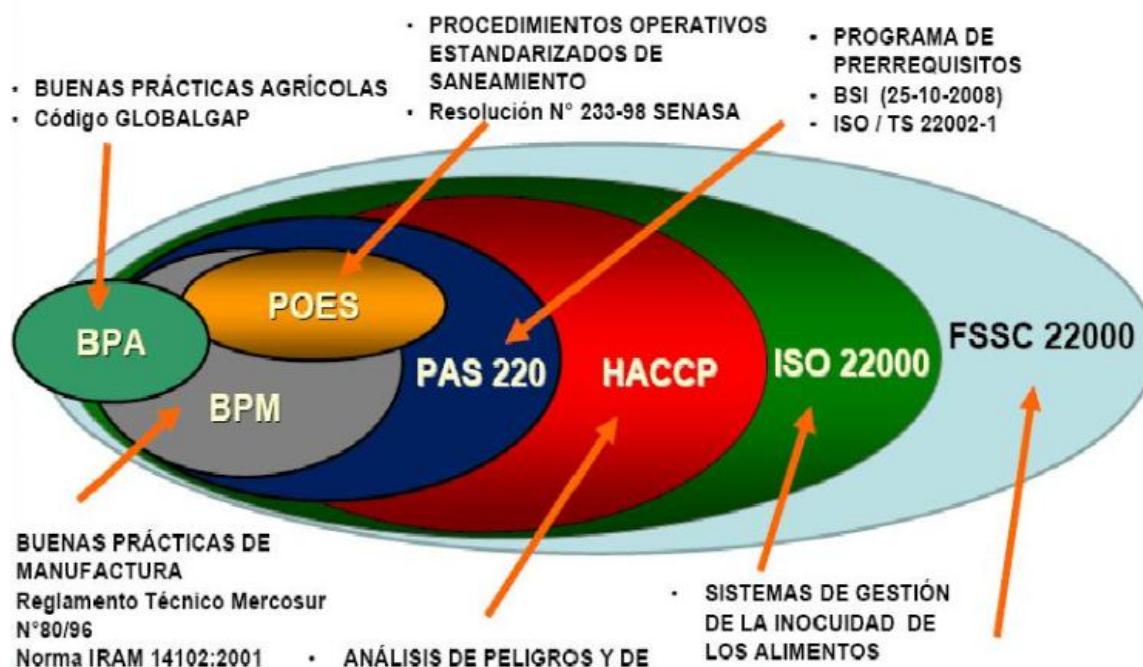 • PROCEDIMIENTOS OPERATIVOS
ESTANDARIZADOS DE
SANEAMIENTO
• Resolución N° 233-98 SENASA
• PROGRAMA DE
PRERREQUISITOS
• BSI (25-10-2008)
• ISO / TS 22002-1
• BUENAS PRÁCTICAS AGRÍCOLAS
• Código GLOBALGAP
BPA
POES
BPM
PAS 220
HACCP
ISO 22000
FSSC 22000
BUENAS PRÁCTICAS DE
MANUFACTURA
Reglamento Técnico Mercosur
N°80/96
Norma IRAM 14102:2001
• ANÁLISIS DE PELIGROS Y DE
• SISTEMAS DE GESTIÓN
DE LA INOCUIDAD DE
LOS ALIMENTOS